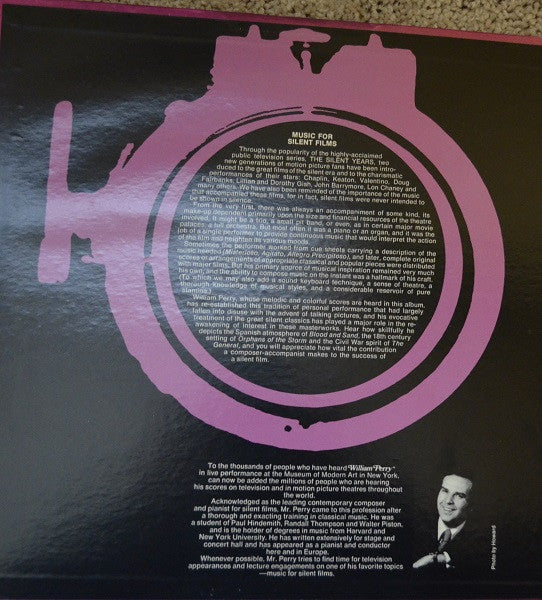 MUSIC FOR
SILENT FILMS
Through the popularity of the highly-acclaimed
public television series, THE SILENT YEARS, two
new generations of motion picture fans have been intro-
duced to the great films of the silent era and to the charismatic
performances of their stars: Chaplin, Keaton, Valentino, Doug
Fairbanks, Lillian and Dorothy Gish, John Barrymore, Lon Chaney and
many others. We have also been reminded of the importance of the music
that accompanied these films, for in fact, silent films were never intended to
be shown in silence.
From the very first, there was always an accompaniment of some kind, its
make-up dependent primarily upon the size and financial resources of the theatre
involved. It might be a trio, a small pit band, or even, as in certain major movie
palaces, a full orchestra. But most often it was a piano or an organ, and it was the
lot of a single performer to provide continuous music that would interpret the action
of the film and heighten its various moods.
Sometimes the performer worked from cue sheets carrying a description of the
music needed (Misterioso, Agitato, Allegro Precipitoso), and later, complete original
scores or arrangements of appropriate classical and popular pieces were distributed
with major films. But the primary source of musical inspiration remained very much
his own, and the ability to compose music on the instant was a hallmark of his craft.
(To which we may also add a sound keyboard technique, a sense of theatre, a
thorough knowledge of musical styles, and a considerable reservoir of pure
stamina.)
William Perry, whose melodic and colorful scores are heard in this album,
has re-established this tradition of personal performance that had largely
fallen into disuse with the advent of talking pictures, and his evocative
treatment of the great silent classics has played a major role in the re-
awakening of interest in these masterworks. Hear how skillfully he
depicts the Spanish atmosphere of Blood and Sand, the 18th century
setting of Orphans of the Storm and the Civil War spirit of The
General, and you will appreciate how vital the contribution
a composer-accompanist makes to the success of
a silent film.
To the thousands of people who have heard William Perry
in live performance at the Museum of Modern Art in New York,
can now be added the millions of people who are hearing
his scores on television and in motion picture theatres throughout
the world.
Acknowledged as the leading contemporary composer
and pianist for silent films, Mr. Perry came to this profession after
a thorough and exacting training in classical music. He was
a student of Paul Hindemith, Randall Thompson and Walter Piston,
and is the holder of degrees in music from Harvard and
New York University. He has written extensively for stage and
concert hall and has appeared as a pianist and conductor
here and in Europe.
Whenever possible, Mr. Perry tries to find time for television
appearances and lecture engagements on one of his favorite topics
—music for silent films.
Photo by Howard